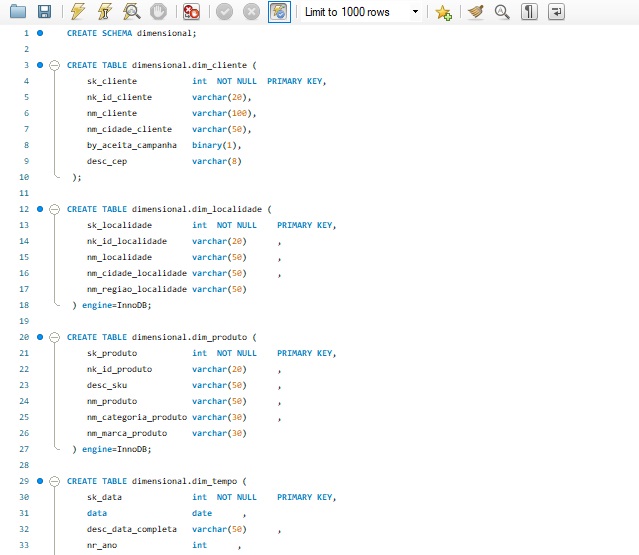 Limit to 1000 rows
1 CREATE SCHEMA dimensional;
2
3 CREATE TABLE dimensional.dim_cliente (
4 sk_cliente int NOT NULL PRIMARY KEY,
5 nk_id_cliente varchar(20),
6 nm_cliente varchar(100),
7 nm_cidade_cliente varchar(50),
8 by_aceita_campanha binary(1),
9 desc_cep varchar(8)
10 );
11
12 CREATE TABLE dimensional.dim_localidade (
13 sk_localidade int NOT NULL PRIMARY KEY,
14 nk_id_localidade varchar(20) ,
15 nm_localidade varchar(50) ,
16 nm_cidade_localidade varchar(50) ,
17 nm_regiao_localidade varchar(50)
18 ) engine=InnoDB;
19
20 CREATE TABLE dimensional.dim_produto (
21 sk_produto int NOT NULL PRIMARY KEY,
22 nk_id_produto varchar(20) ,
23 desc_sku varchar(50) ,
24 nm_produto varchar(50) ,
25 nm_categoria_produto varchar(30) ,
26 nm_marca_produto varchar(30)
27 ) engine=InnoDB;
28
29 CREATE TABLE dimensional.dim_tempo (
30 sk_data int NOT NULL PRIMARY KEY,
31 data date ,
32 desc_data_completa varchar(50) ,
33 nr_ano int ,